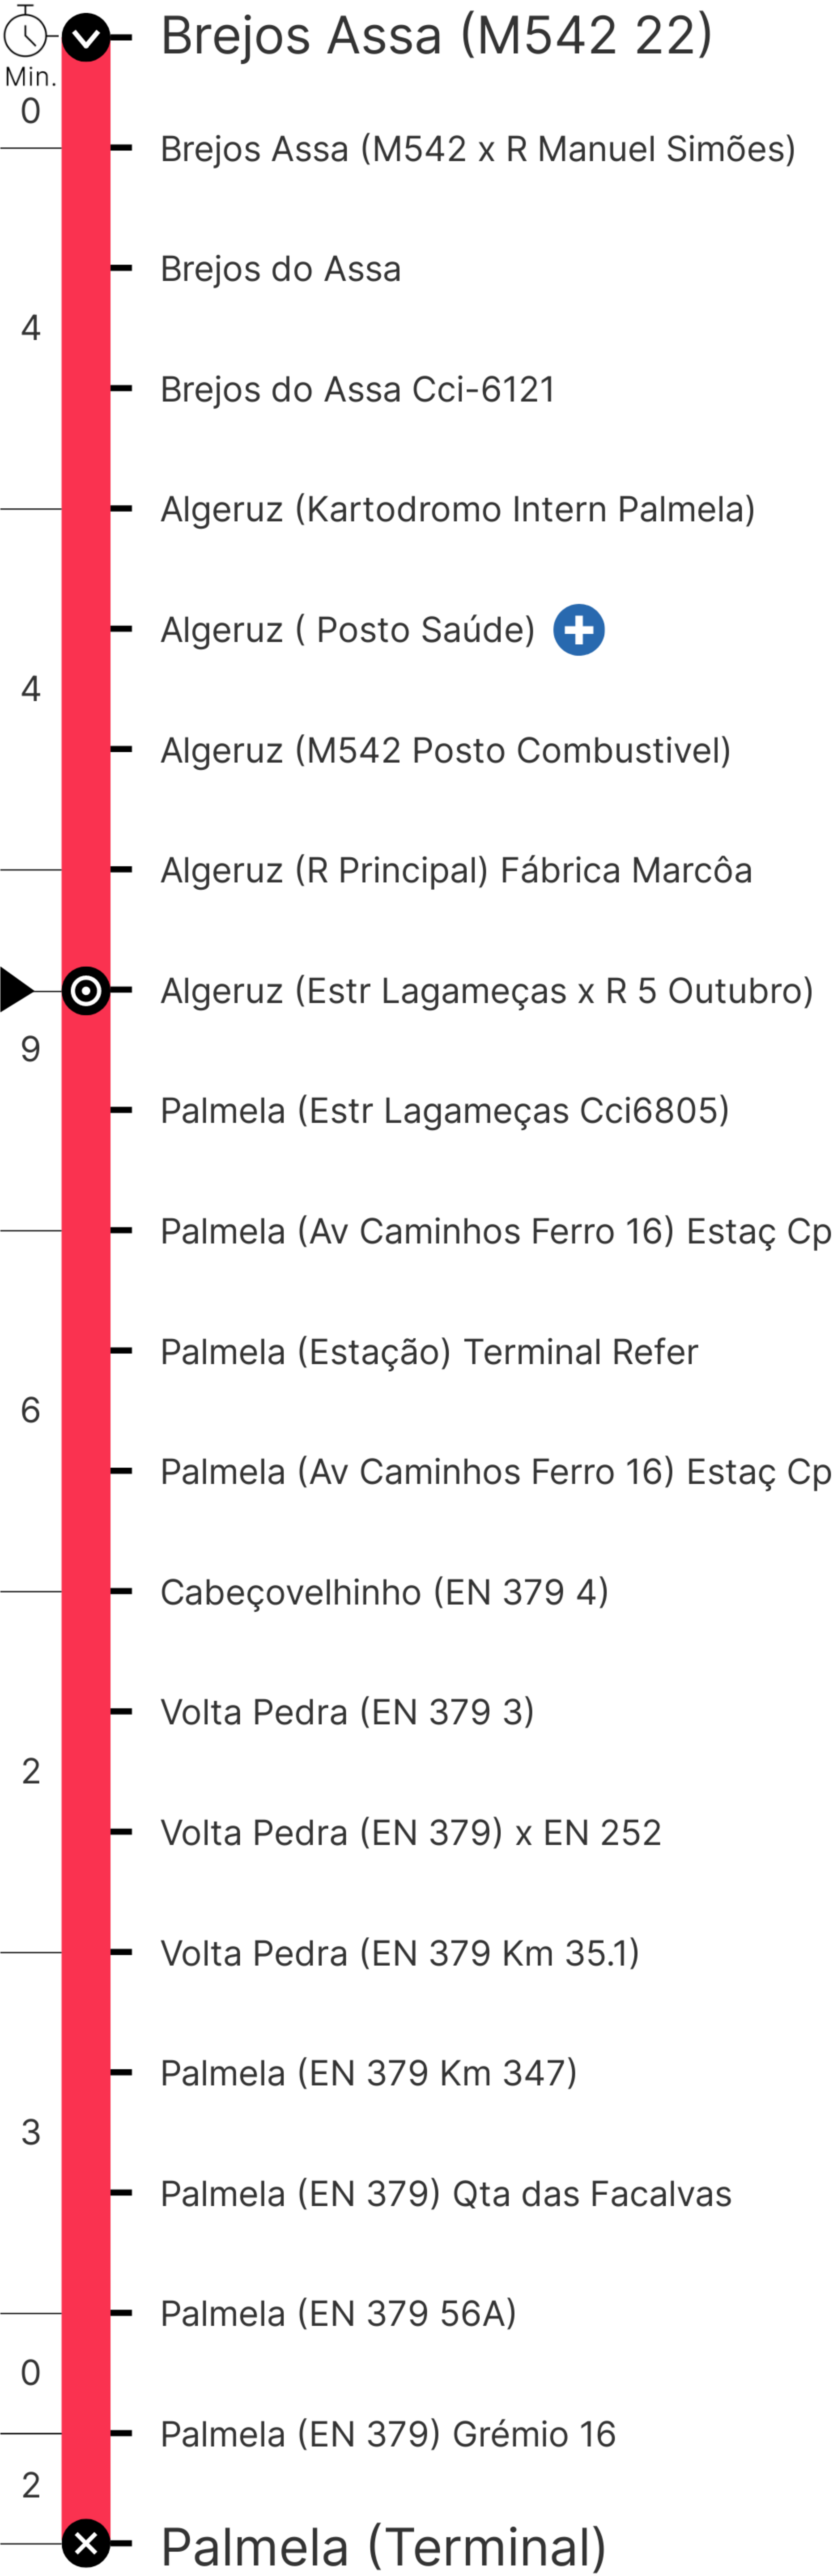 Brejos Assa (M542 22)
Min.
0
Brejos Assa (M542 x R Manuel Simões)
Brejos do Assa
4
Brejos do Assa Cci-6121
Algeruz (Kartodromo Intern Palmela)
Algeruz ( Posto Saúde)
4
Algeruz (M542 Posto Combustivel)
Algeruz (R Principal) Fábrica Marcôa
Algeruz (Estr Lagameças x R 5 Outubro)
9
Palmela (Estr Lagameças Cci6805)
Palmela (Av Caminhos Ferro 16) Estaç Cp
Palmela (Estação) Terminal Refer
6
Palmela (Av Caminhos Ferro 16) Estaç Cp
Cabeçovelhinho (EN 379 4)
Volta Pedra (EN 379 3)
2
Volta Pedra (EN 379) x EN 252
Volta Pedra (EN 379 Km 35.1)
Palmela (EN 379 Km 347)
3
Palmela (EN 379) Qta das Facalvas
Palmela (EN 379 56A)
0
Palmela (EN 379) Grémio 16
2
Palmela (Terminal)